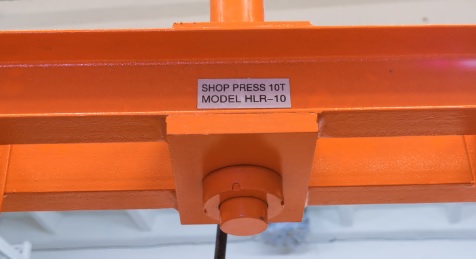 SHOP PRESS 10T
MODEL HLR-10